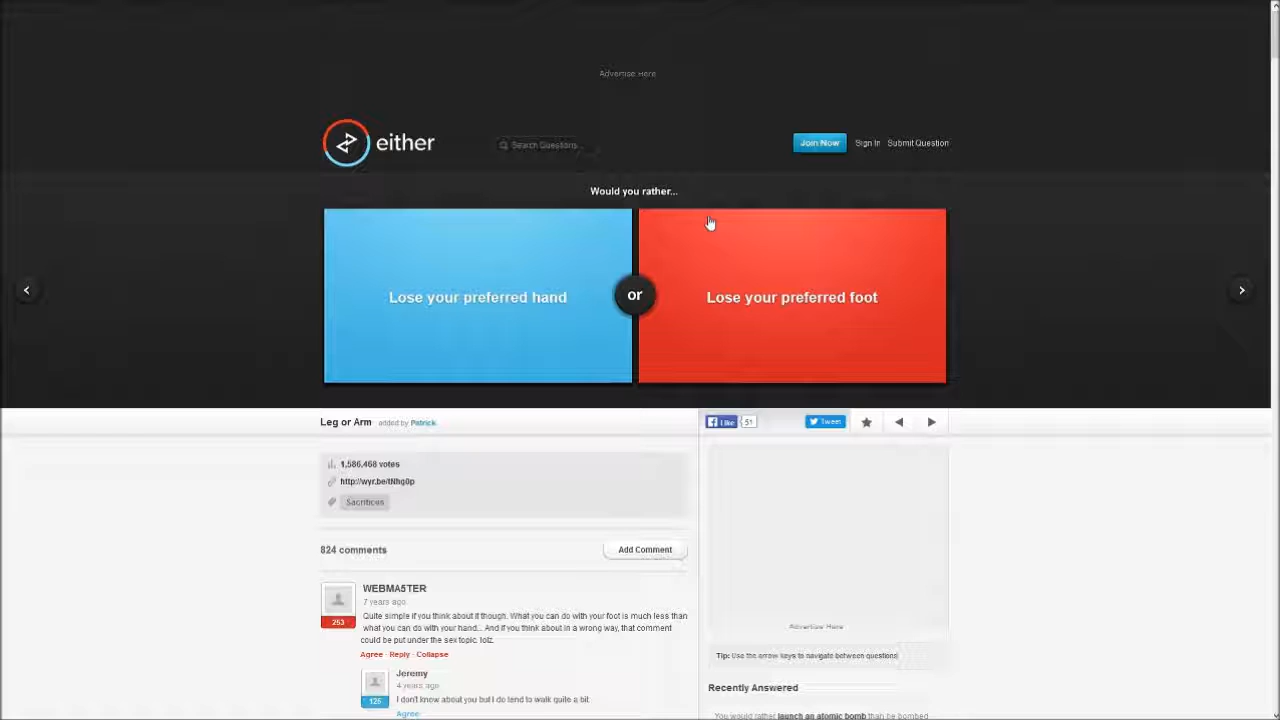 Advertise Here
either
Search Questions...
Join Now Sign In Submit Question
Would you rather...
Lose your preferred hand
or
Lose your preferred foot
Leg or Arm added by Patrick
Like 51 Tweet
1,586,468 votes
http://wyr.be/tNhg0p
Sacrifices
824 comments
Add Comment
WEBMA5TER
7 years ago
253
Quite simple if you think about it though. What you can do with your foot is much less than
what you can do with your hand... And if you think about in a wrong way, that comment
could be put under the sex topic. lolz.
Agree · Reply · Collapse
Jeremy
4 years ago
125
I don't know about you but I do tend to walk quite a bit
Agree
Advertise Here
Tip: Use the arrow keys to navigate between questions
Recently Answered
You would rather launch an atomic bomb than be bombed